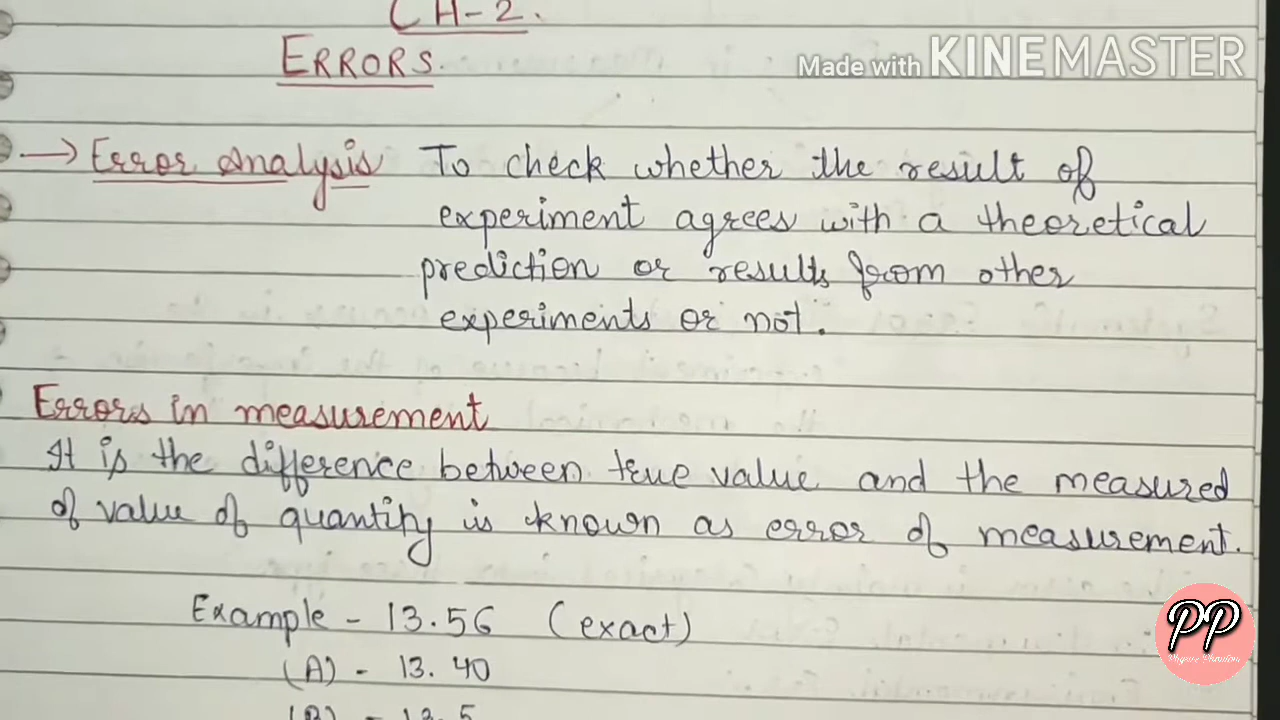 CH-2.
ERRORS.
Made with KINEMASTER
→ Error analysis To check whether the result of
experiment agrees with a theoretical
prediction or results from other
experiments or not.
Errors in measurement
It is the difference between true value and the measured
of value of quantity is known as error of measurement.
Example - 13.56 (exact)
(A) - 13.40
(B) - 13.5
PP